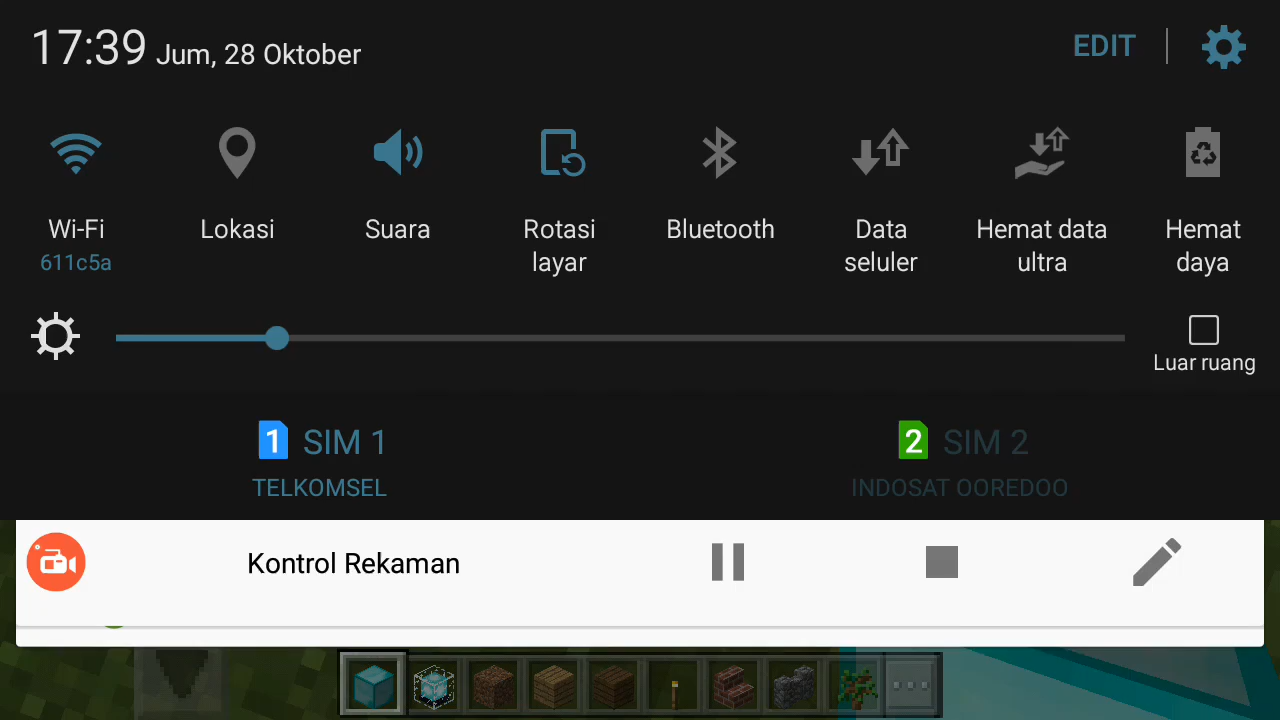 17:39 Jum, 28 Oktober
EDIT
Wi-Fi
611c5a
Lokasi
Suara
Rotasi
layar
Bluetooth
Data
seluler
Hemat data
ultra
Hemat
daya
Luar ruang
1 SIM 1
TELKOMSEL
2 SIM 2
INDOSAT OOREDOO
Kontrol Rekaman